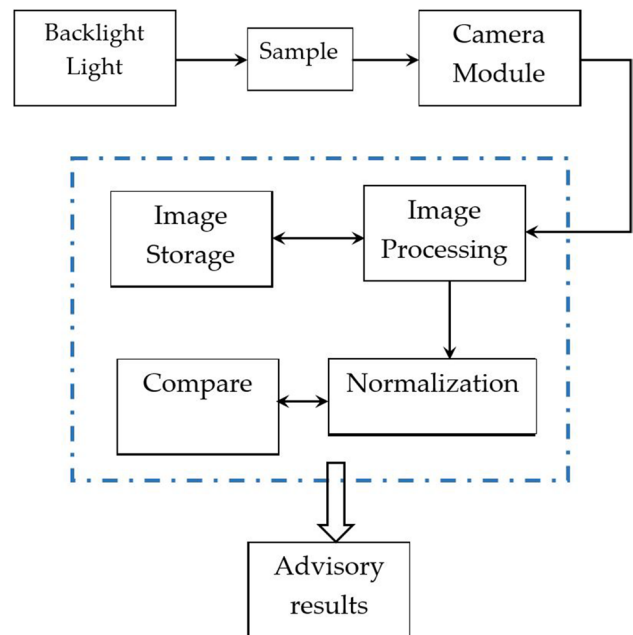 Backlight
Light
Sample
Camera
Module
Image
Storage
Image
Processing
Compare
Normalization
Advisory
results